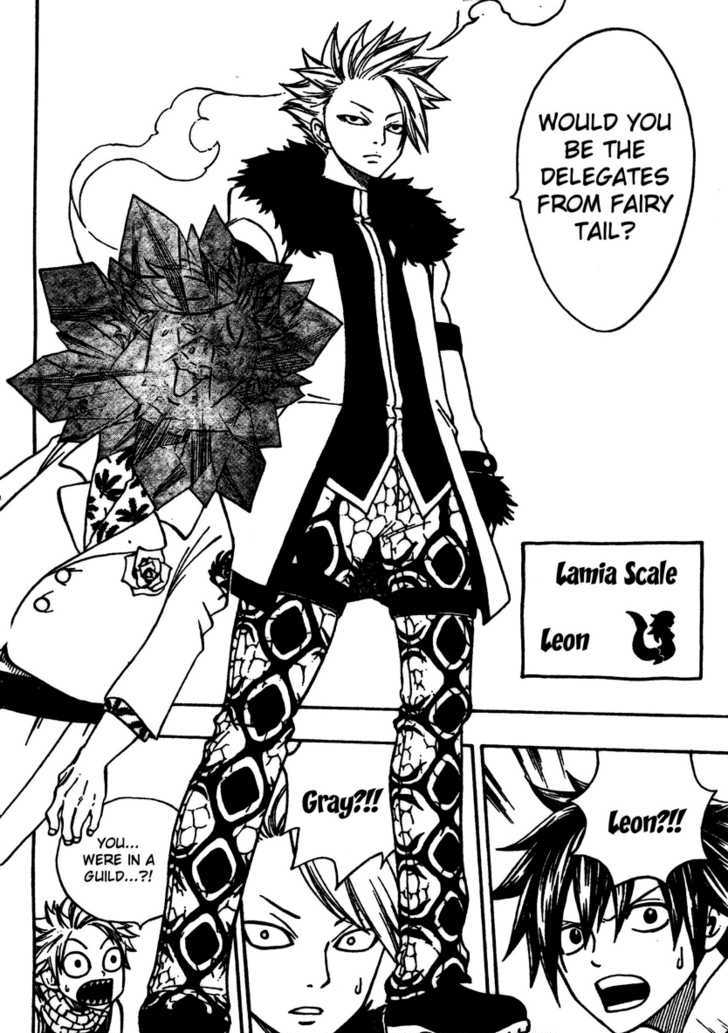 WOULD YOU
BE THE
DELEGATES
FROM FAIRY
TAIL?
Lamia Scale
Leon
Leon?!!
Gray?!!
YOU...
WERE IN A
GUILD...?!